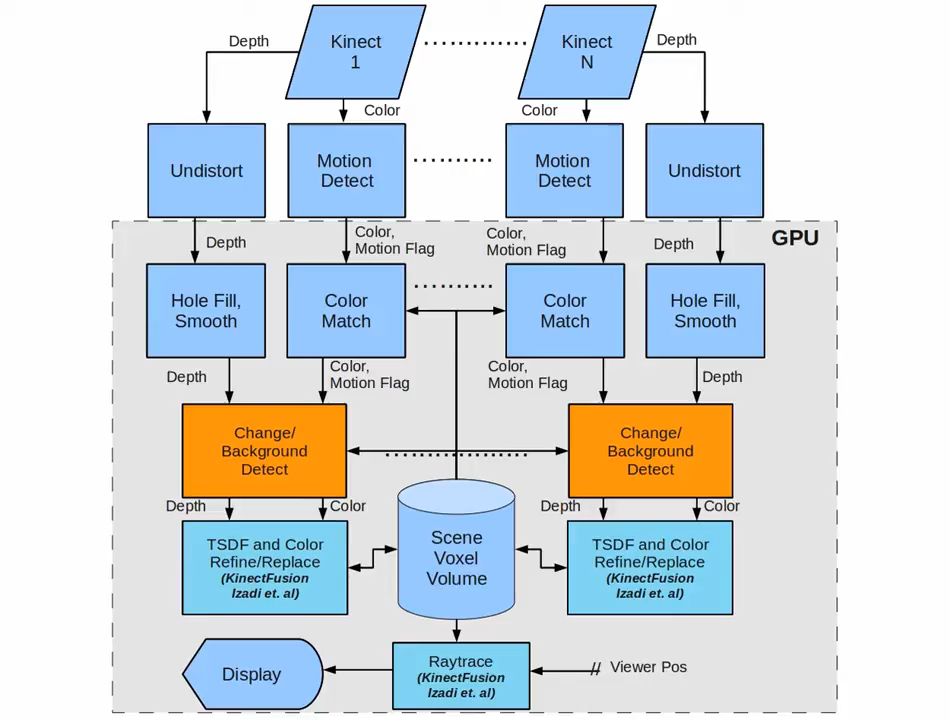 Kinect
1
Kinect
N
Depth
Depth
Color
Color
Undistort
Motion
Detect
Motion
Detect
Undistort
GPU
Depth
Color,
Motion Flag
Color,
Motion Flag
Depth
Hole Fill,
Smooth
Color
Match
Color
Match
Hole Fill,
Smooth
Depth
Color,
Motion Flag
Color,
Motion Flag
Depth
Change/
Background
Detect
Change/
Background
Detect
Depth
Color
Depth
Color
TSDF and Color
Refine/Replace
(KinectFusion
Izadi et. al)
Scene
Voxel
Volume
TSDF and Color
Refine/Replace
(KinectFusion
Izadi et. al)
Display
Raytrace
(KinectFusion
Izadi et. al)
// Viewer Pos